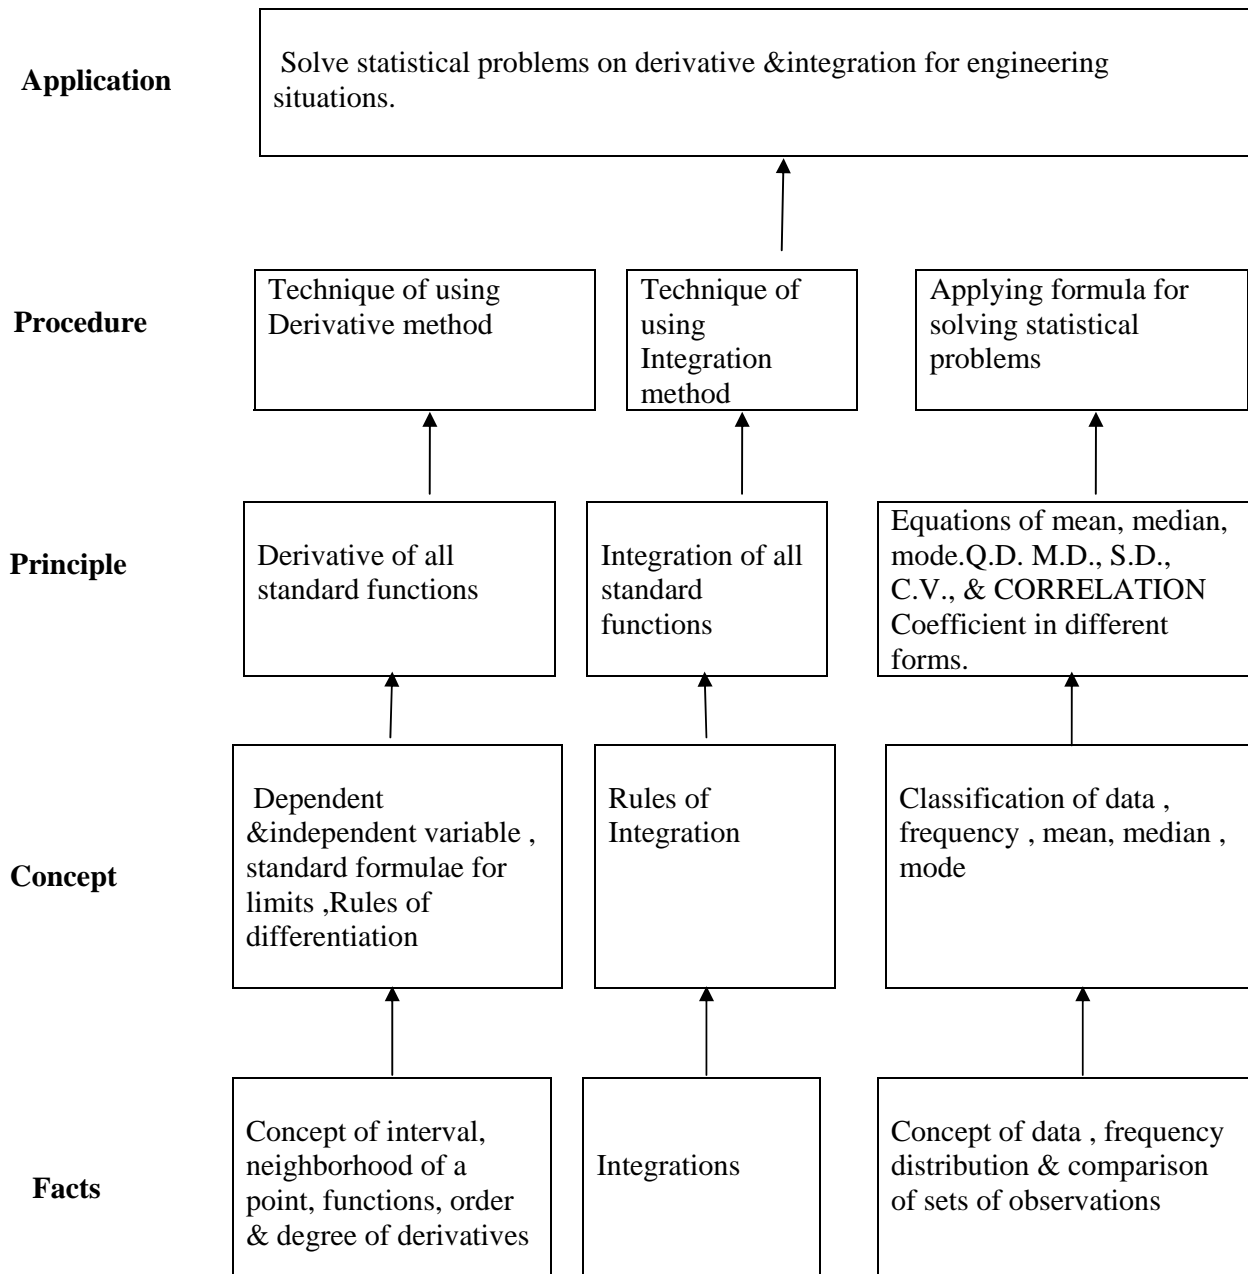 Application
Solve statistical problems on derivative &integration for engineering
situations.
Procedure
Technique of using
Derivative method
Technique of
using
Integration
method
Applying formula for
solving statistical
problems
Principle
Derivative of all
standard functions
Integration of all
standard
functions
Equations of mean, median,
mode.Q.D. M.D., S.D.,
C.V., & CORRELATION
Coefficient in different
forms.
Concept
Dependent
&independent variable ,
standard formulae for
limits ,Rules of
differentiation
Rules of
Integration
Classification of data ,
frequency , mean, median ,
mode
Facts
Concept of interval,
neighborhood of a
point, functions, order
& degree of derivatives
Integrations
Concept of data , frequency
distribution & comparison
of sets of observations